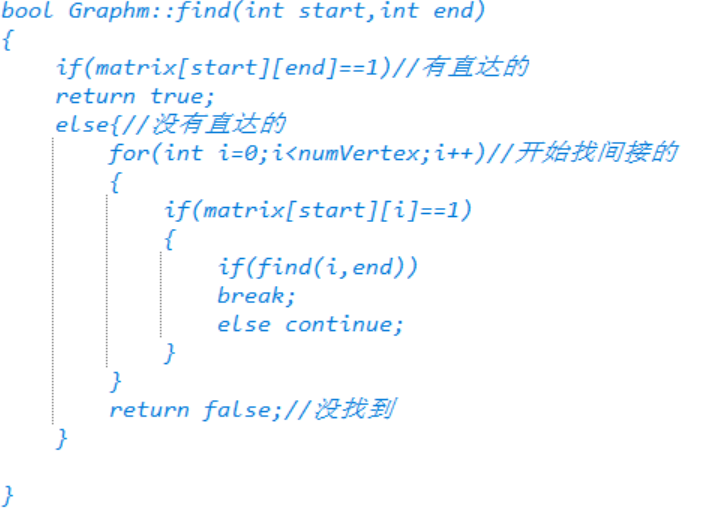 bool Graphm::find(int start,int end)
{
    if(matrix[start][end]==1)//有直达的
    return true;
    else{//没有直达的
        for(int i=0;i<numVertex;i++)//开始找间接的
        {
            if(matrix[start][i]==1)
            {
                if(find(i,end))
                break;
                else continue;
            }
        }
        return false;//没找到
    }
}